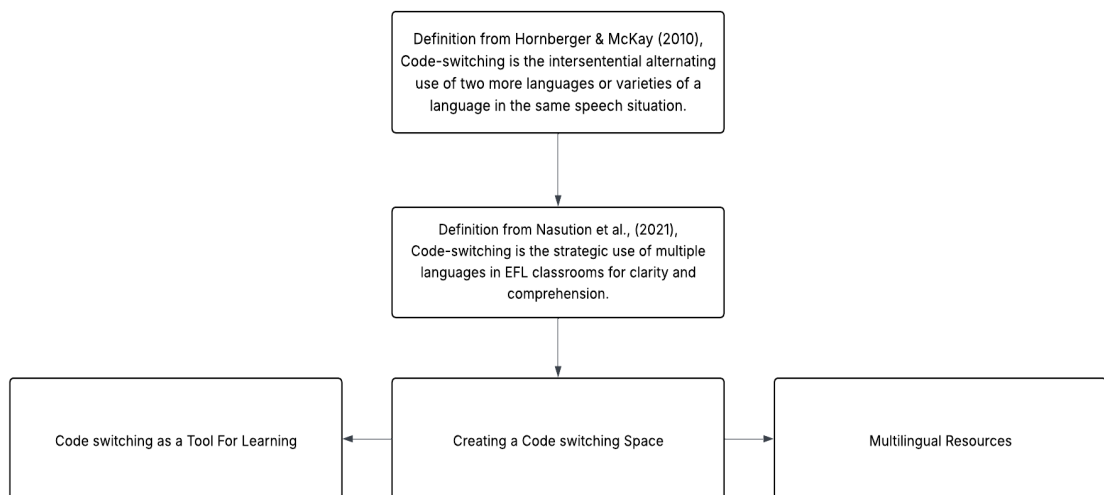 Definition from Hornberger & McKay (2010),
Code-switching is the intersentential alternating
use of two more languages or varieties of a
language in the same speech situation.
Definition from Nasution et al., (2021),
Code-switching is the strategic use of multiple
languages in EFL classrooms for clarity and
comprehension.
Code switching as a Tool For Learning
Creating a Code switching Space
Multilingual Resources